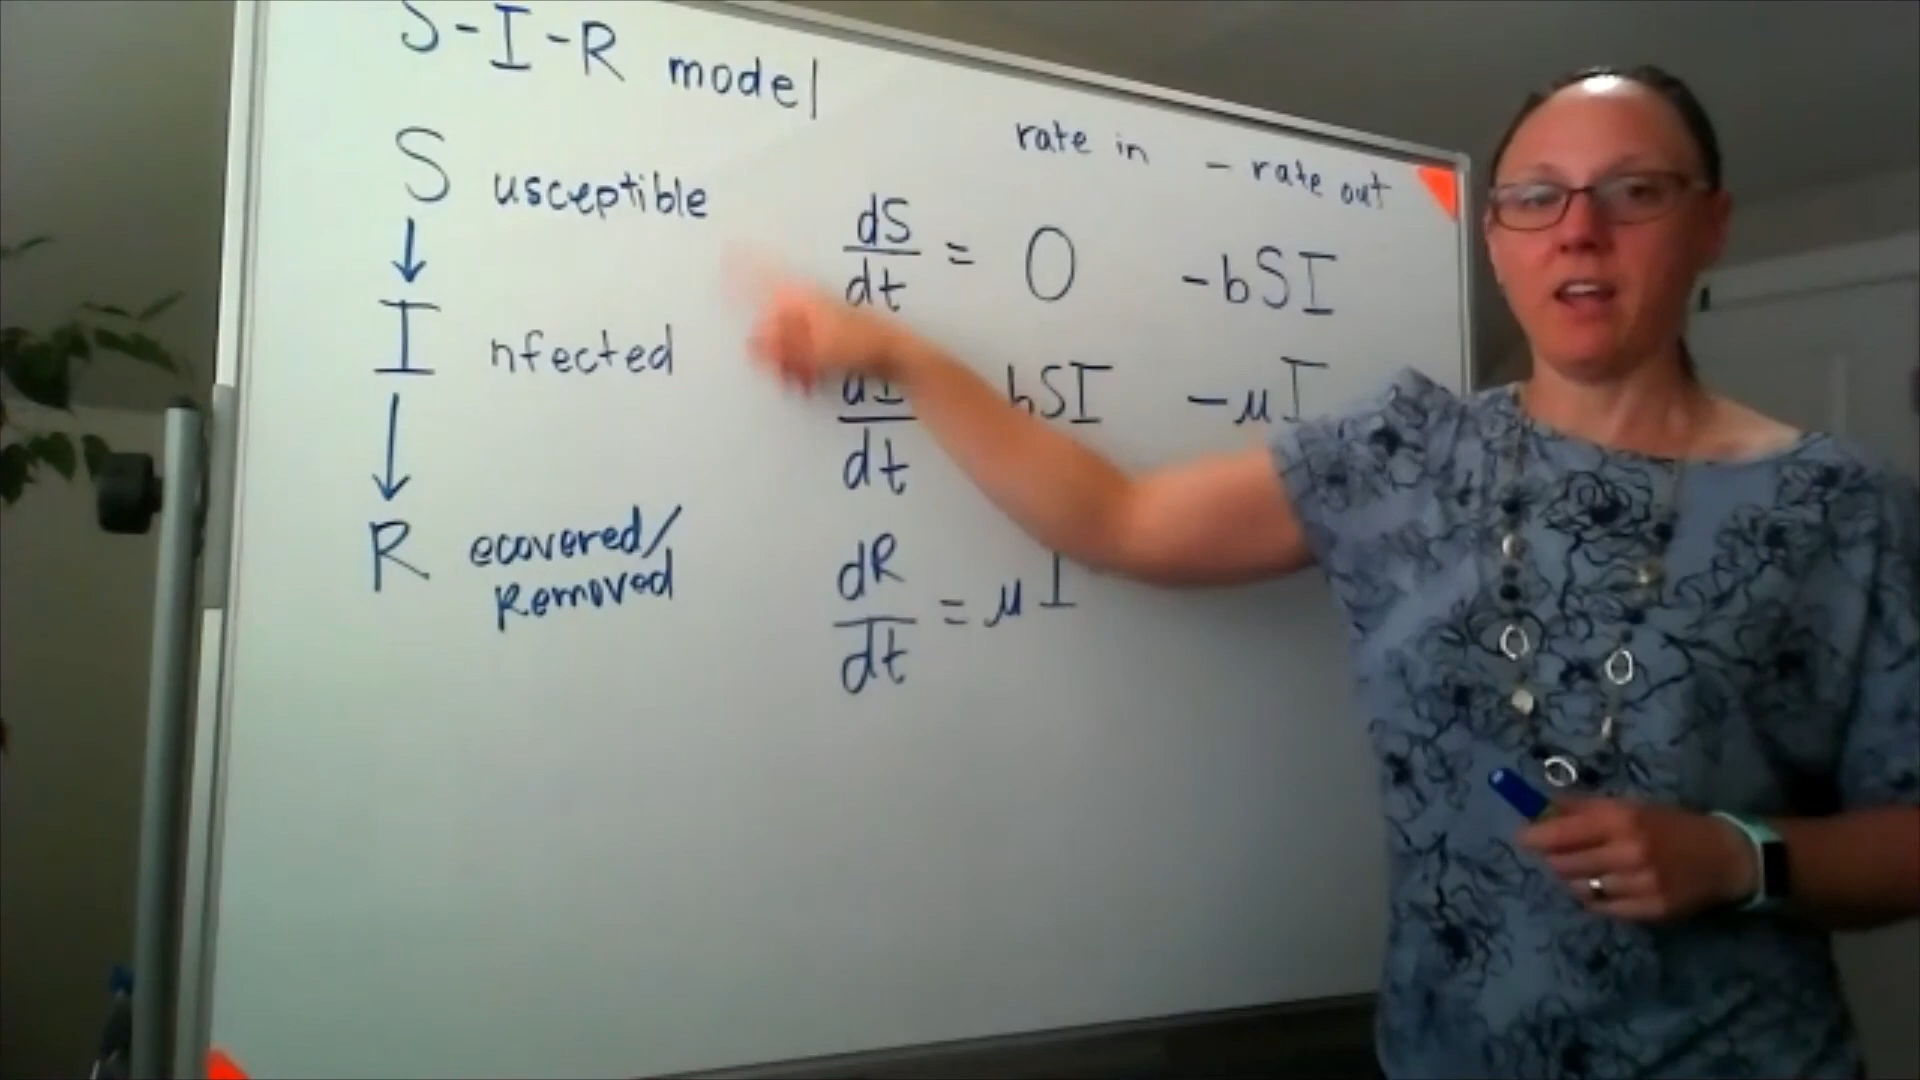 S-I-R model
rate in - rate out
S usceptible
dS/dt = 0 -bSI
I nfected
dI/dt bSI -μI
R ecovered/
Removed
dR/dt = μI